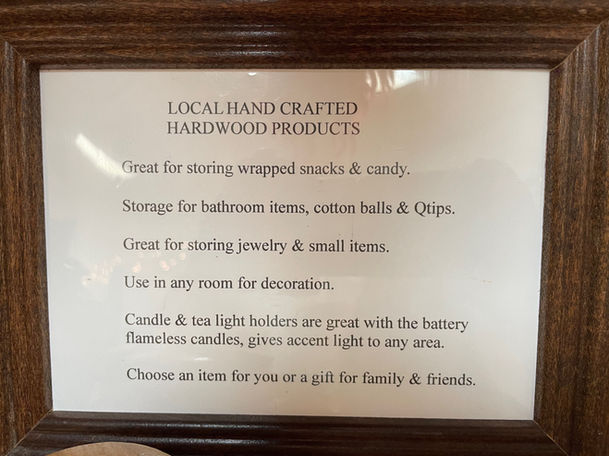 LOCAL HAND CRAFTED
HARDWOOD PRODUCTS
Great for storing wrapped snacks & candy.
Storage for bathroom items, cotton balls & Qtips.
Great for storing jewelry & small items.
Use in any room for decoration.
Candle & tea light holders are great with the battery
flameless candles, gives accent light to any area.
Choose an item for you or a gift for family & friends.